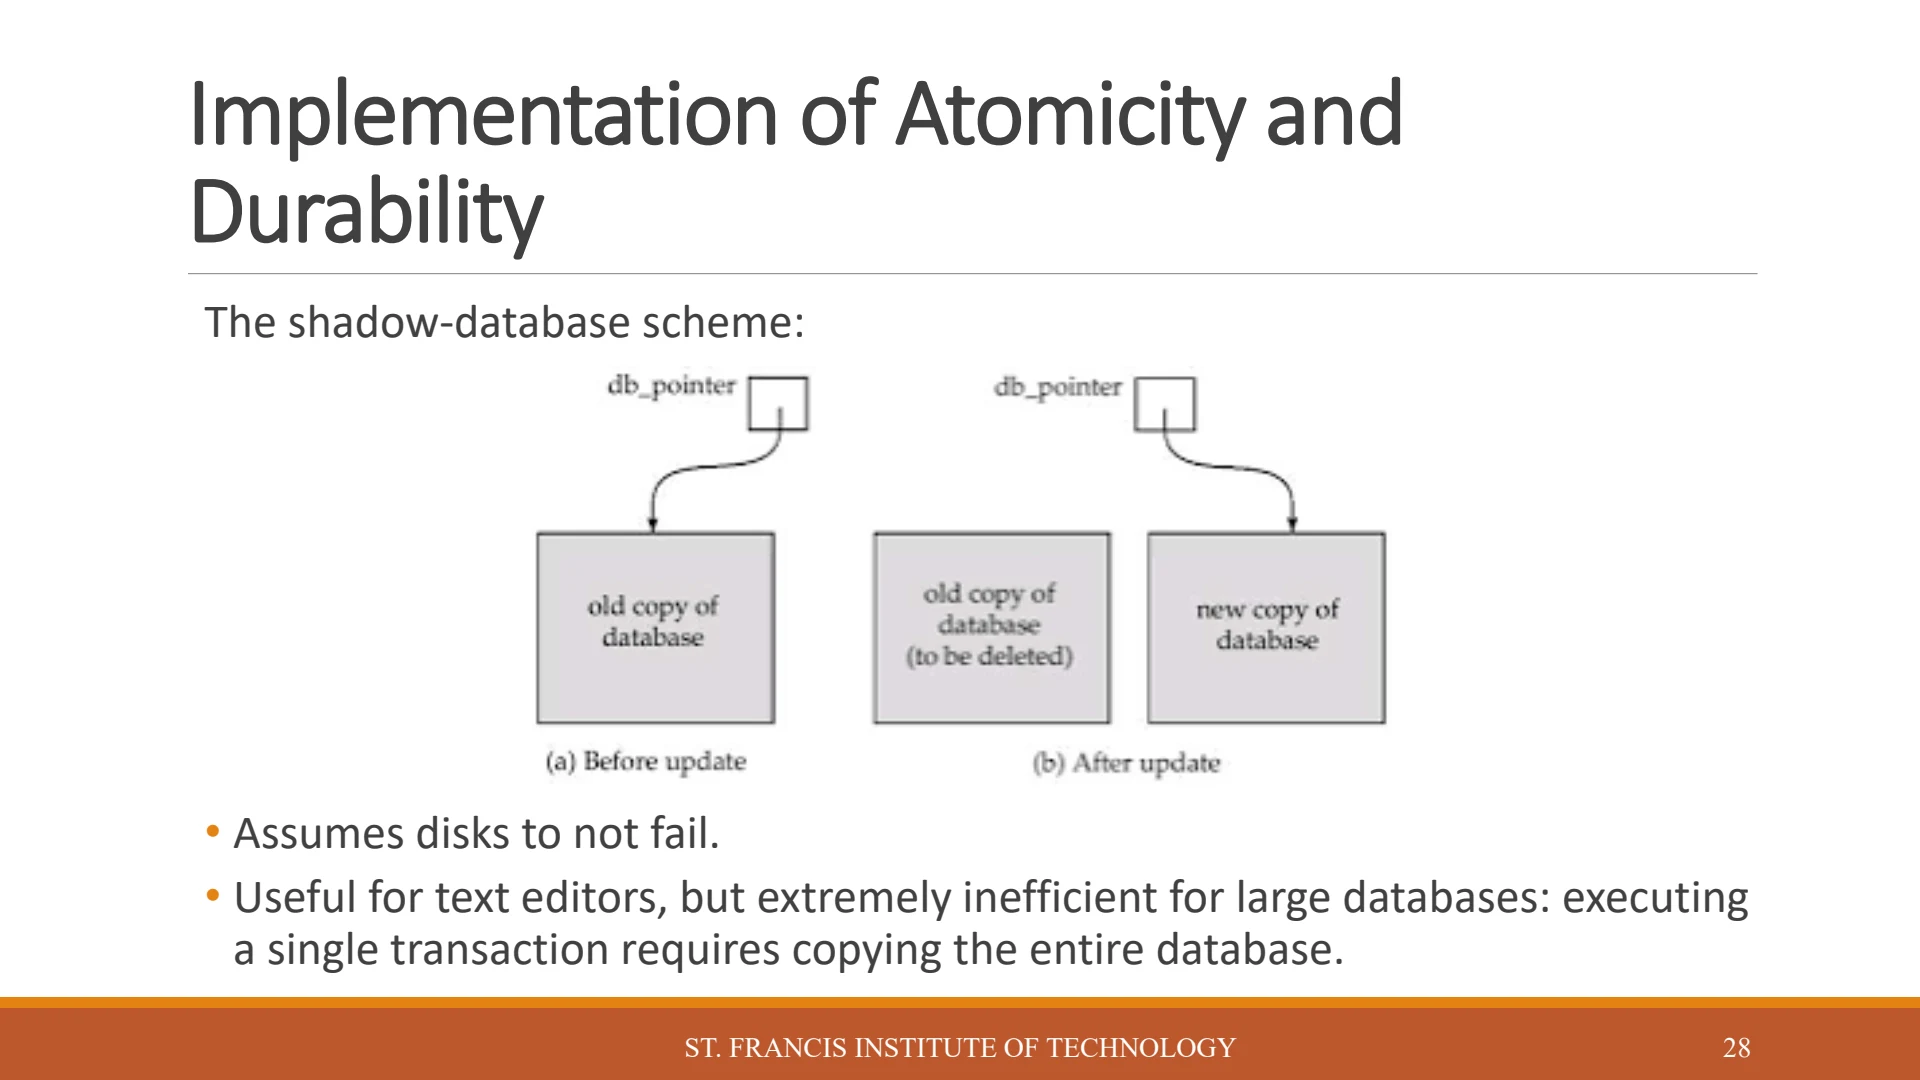 Implementation of Atomicity and
Durability
The shadow-database scheme:
db_pointer
db_pointer
old copy of
database
old copy of
database
(to be deleted)
new copy of
database
(a) Before update
(b) After update
• Assumes disks to not fail.
• Useful for text editors, but extremely inefficient for large databases: executing
a single transaction requires copying the entire database.
ST. FRANCIS INSTITUTE OF TECHNOLOGY
28